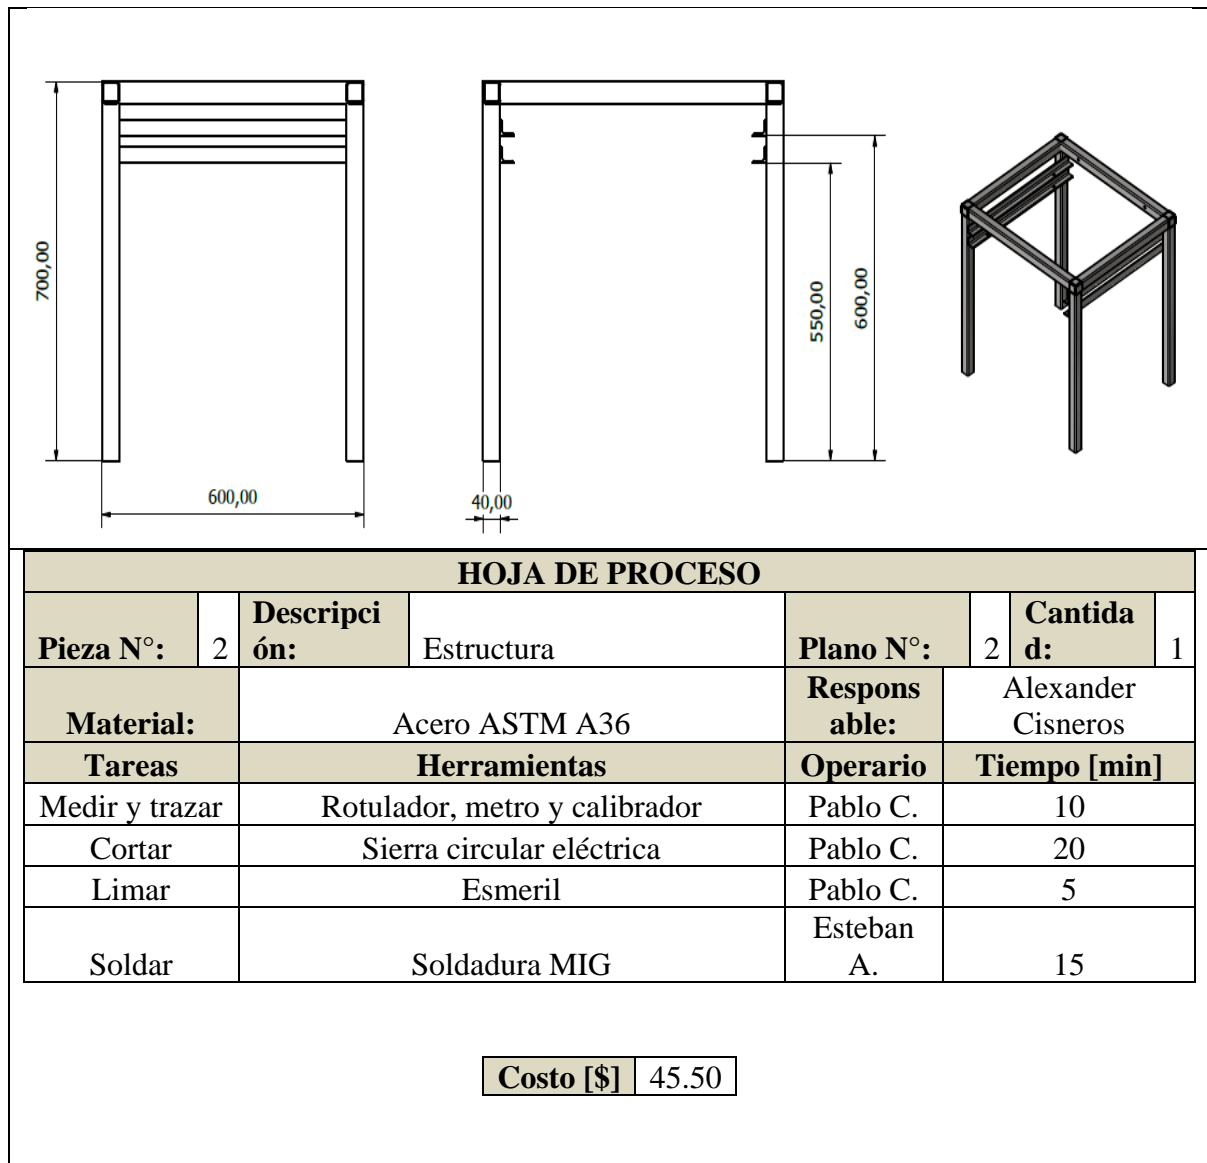 700,00
600,00
40,00
550,00
600,00
HOJA DE PROCESO
Pieza N°: 2 Descripci
ón: Estructura Plano N°: 2 Cantida
d: 1
Material: Acero ASTM A36 Respons
able: Alexander
Cisneros
Tareas Herramientas Operario Tiempo [min]
Medir y trazar Rotulador, metro y calibrador Pablo C. 10
Cortar Sierra circular eléctrica Pablo C. 20
Limar Esmeril Pablo C. 5
Soldar Soldadura MIG Esteban
A. 15
Costo [$] 45.50